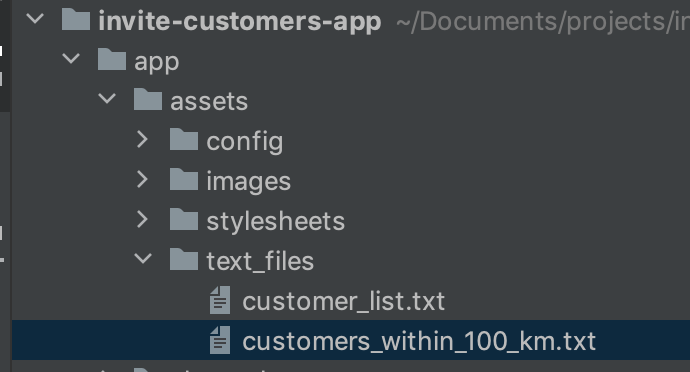 invite-customers-app ~/Documents/projects/in
app
assets
config
images
stylesheets
text_files
customer_list.txt
customers_within_100_km.txt